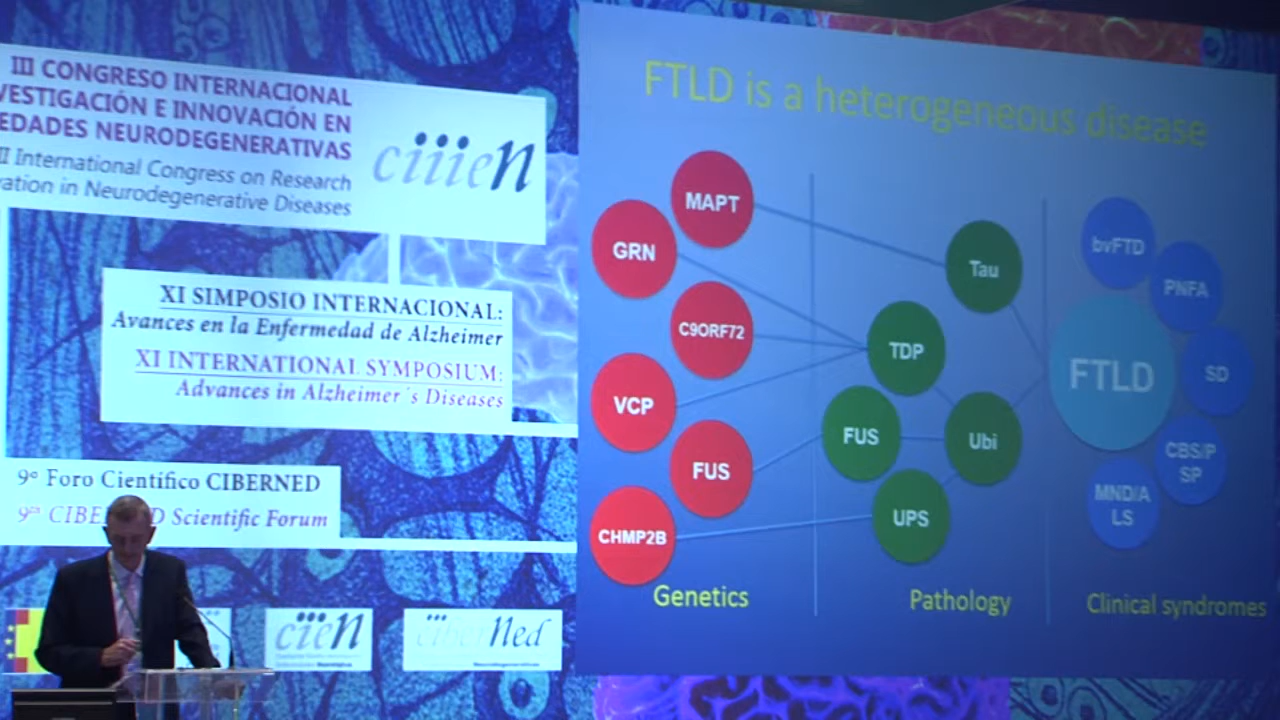 III CONGRESO INTERNACIONAL
VESTIGACIÓN E INNOVACIÓN EN
EDADES NEURODEGENERATIVAS
II International Congress on Research
vation in Neurodegenerative Diseases
ciiien
XI SIMPOSIO INTERNACIONAL:
Avances en la Enfermedad de Alzheimer
XI INTERNATIONAL SYMPOSIUM:
Advances in Alzheimer´s Diseases
9º Foro Científico CIBERNED
Scientific Forum
ciien
ciberNed
FTLD is a heterogeneous disease
MAPT
GRN
C9ORF72
VCP
FUS
CHMP2B
Genetics
Tau
TDP
FUS
Ubi
UPS
Pathology
bvFTD
PNFA
FTLD
SD
CBS/P
SP
MND/A
LS
Clinical syndromes